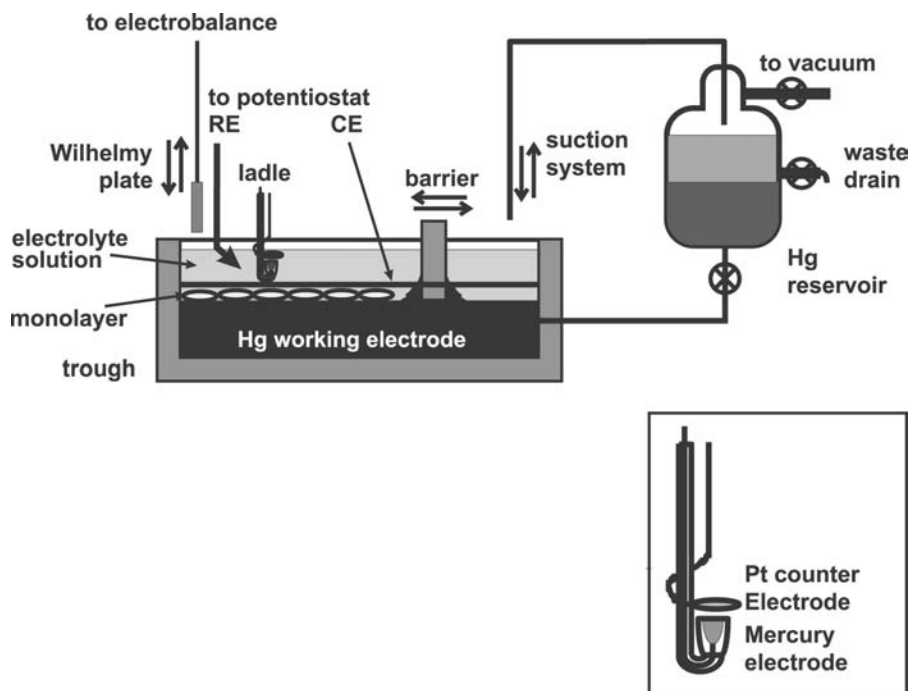 to electrobalance
to potentiostat
RE CE
Wilhelmy
plate
ladle
barrier
suction
system
to vacuum
waste
drain
electrolyte
solution
Hg
reservoir
monolayer
Hg working electrode
trough
Pt counter
Electrode
Mercury
electrode